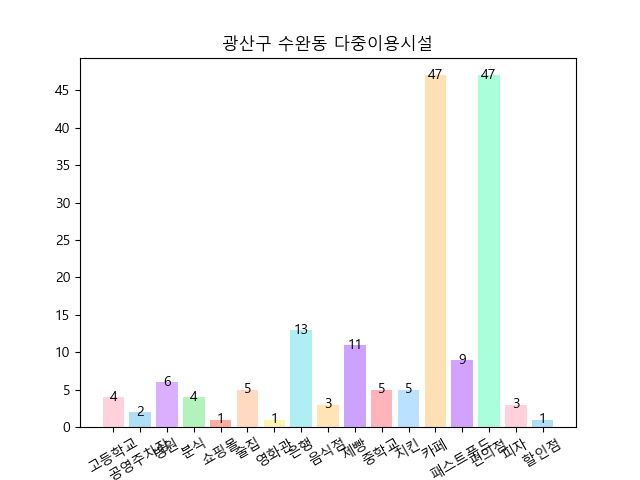 광산구 수완동 다중이용시설
45
40
35
30
25
20
15
10
5
0
4
2
6
4
1
5
1
13
3
11
5
5
47
9
47
3
1
고등학교
공영주차장
병원
분식
쇼핑몰
술집
영화관
은행
음식점
제빵
중학교
치킨
카페
패스트푸드
편의점
피자
할인점